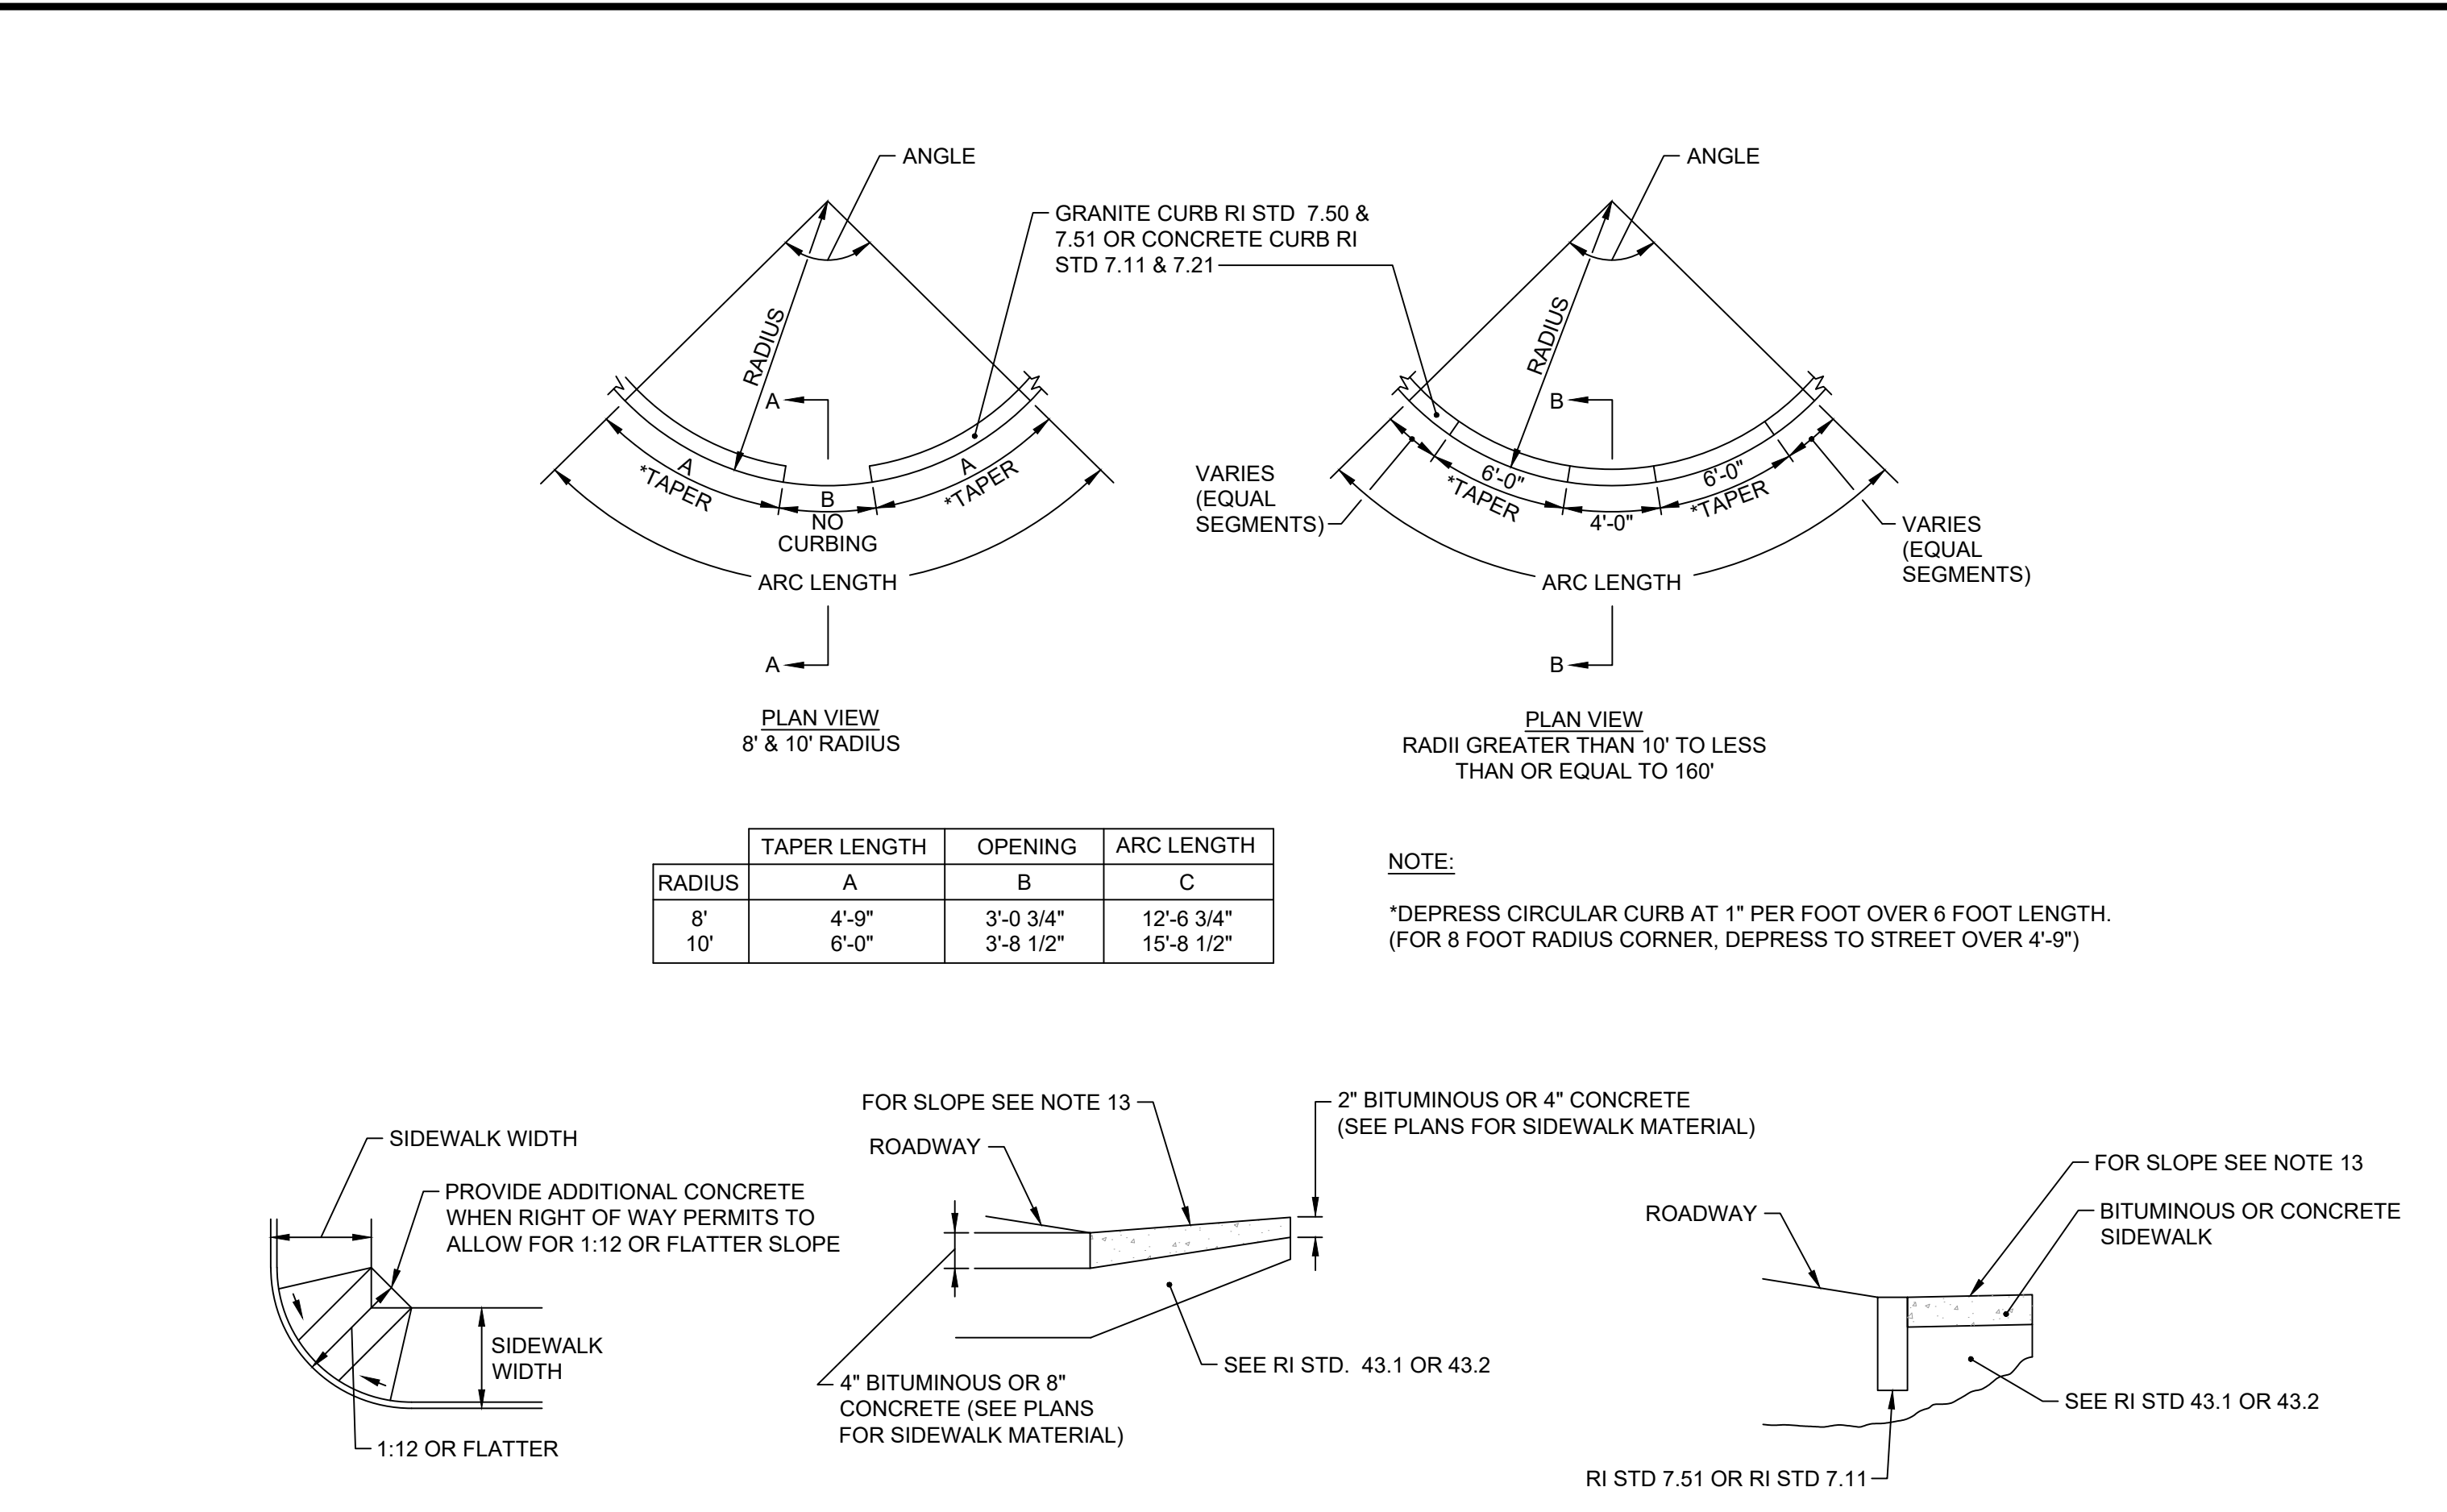 ANGLE
GRANITE CURB RI STD 7.50 &
7.51 OR CONCRETE CURB RI
STD 7.11 & 7.21
RADIUS
A
A
*TAPER
B
NO
CURBING
A
*TAPER
ARC LENGTH
A
PLAN VIEW
8' & 10' RADIUS
ANGLE
RADIUS
B
VARIES
(EQUAL
SEGMENTS)
6'-0"
*TAPER
4'-0"
6'-0"
*TAPER
VARIES
(EQUAL
SEGMENTS)
ARC LENGTH
B
PLAN VIEW
RADII GREATER THAN 10' TO LESS
THAN OR EQUAL TO 160'
TAPER LENGTH OPENING ARC LENGTH
RADIUS A B C
8' 4'-9" 3'-0 3/4" 12'-6 3/4"
10' 6'-0" 3'-8 1/2" 15'-8 1/2"
NOTE:
*DEPRESS CIRCULAR CURB AT 1" PER FOOT OVER 6 FOOT LENGTH.
(FOR 8 FOOT RADIUS CORNER, DEPRESS TO STREET OVER 4'-9")
SIDEWALK WIDTH
PROVIDE ADDITIONAL CONCRETE
WHEN RIGHT OF WAY PERMITS TO
ALLOW FOR 1:12 OR FLATTER SLOPE
SIDEWALK
WIDTH
1:12 OR FLATTER
FOR SLOPE SEE NOTE 13
ROADWAY
2" BITUMINOUS OR 4" CONCRETE
(SEE PLANS FOR SIDEWALK MATERIAL)
SEE RI STD. 43.1 OR 43.2
4" BITUMINOUS OR 8"
CONCRETE (SEE PLANS
FOR SIDEWALK MATERIAL)
FOR SLOPE SEE NOTE 13
ROADWAY
BITUMINOUS OR CONCRETE
SIDEWALK
SEE RI STD 43.1 OR 43.2
RI STD 7.51 OR RI STD 7.11